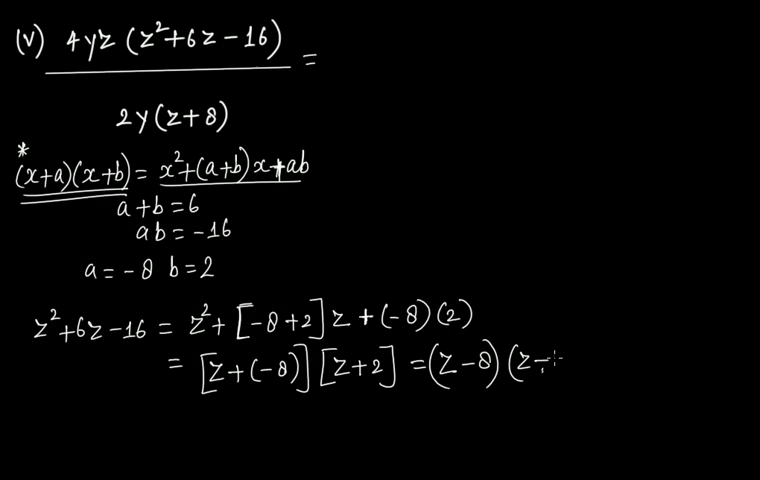 (v) 4yz (z²+6z-16) =
2y(z+8)
*
(x+a)(x+b) = x²+(a+b)x+ab
a+b=6
ab=-16
a=-8 b=2
z²+6z-16 = z²+[-8+2]z+(-8)(2)
= [z+(-8)][z+2] =(z-8)(z-